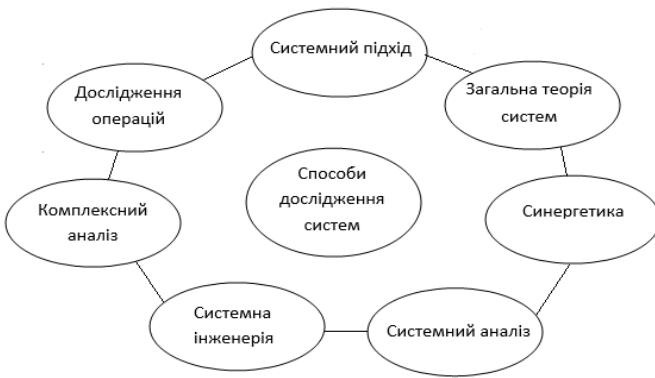 Системний підхід
Дослідження
операцій
Загальна теорія
систем
Способи
дослідження
систем
Комплексний
аналіз
Синергетика
Системна
інженерія
Системний аналіз